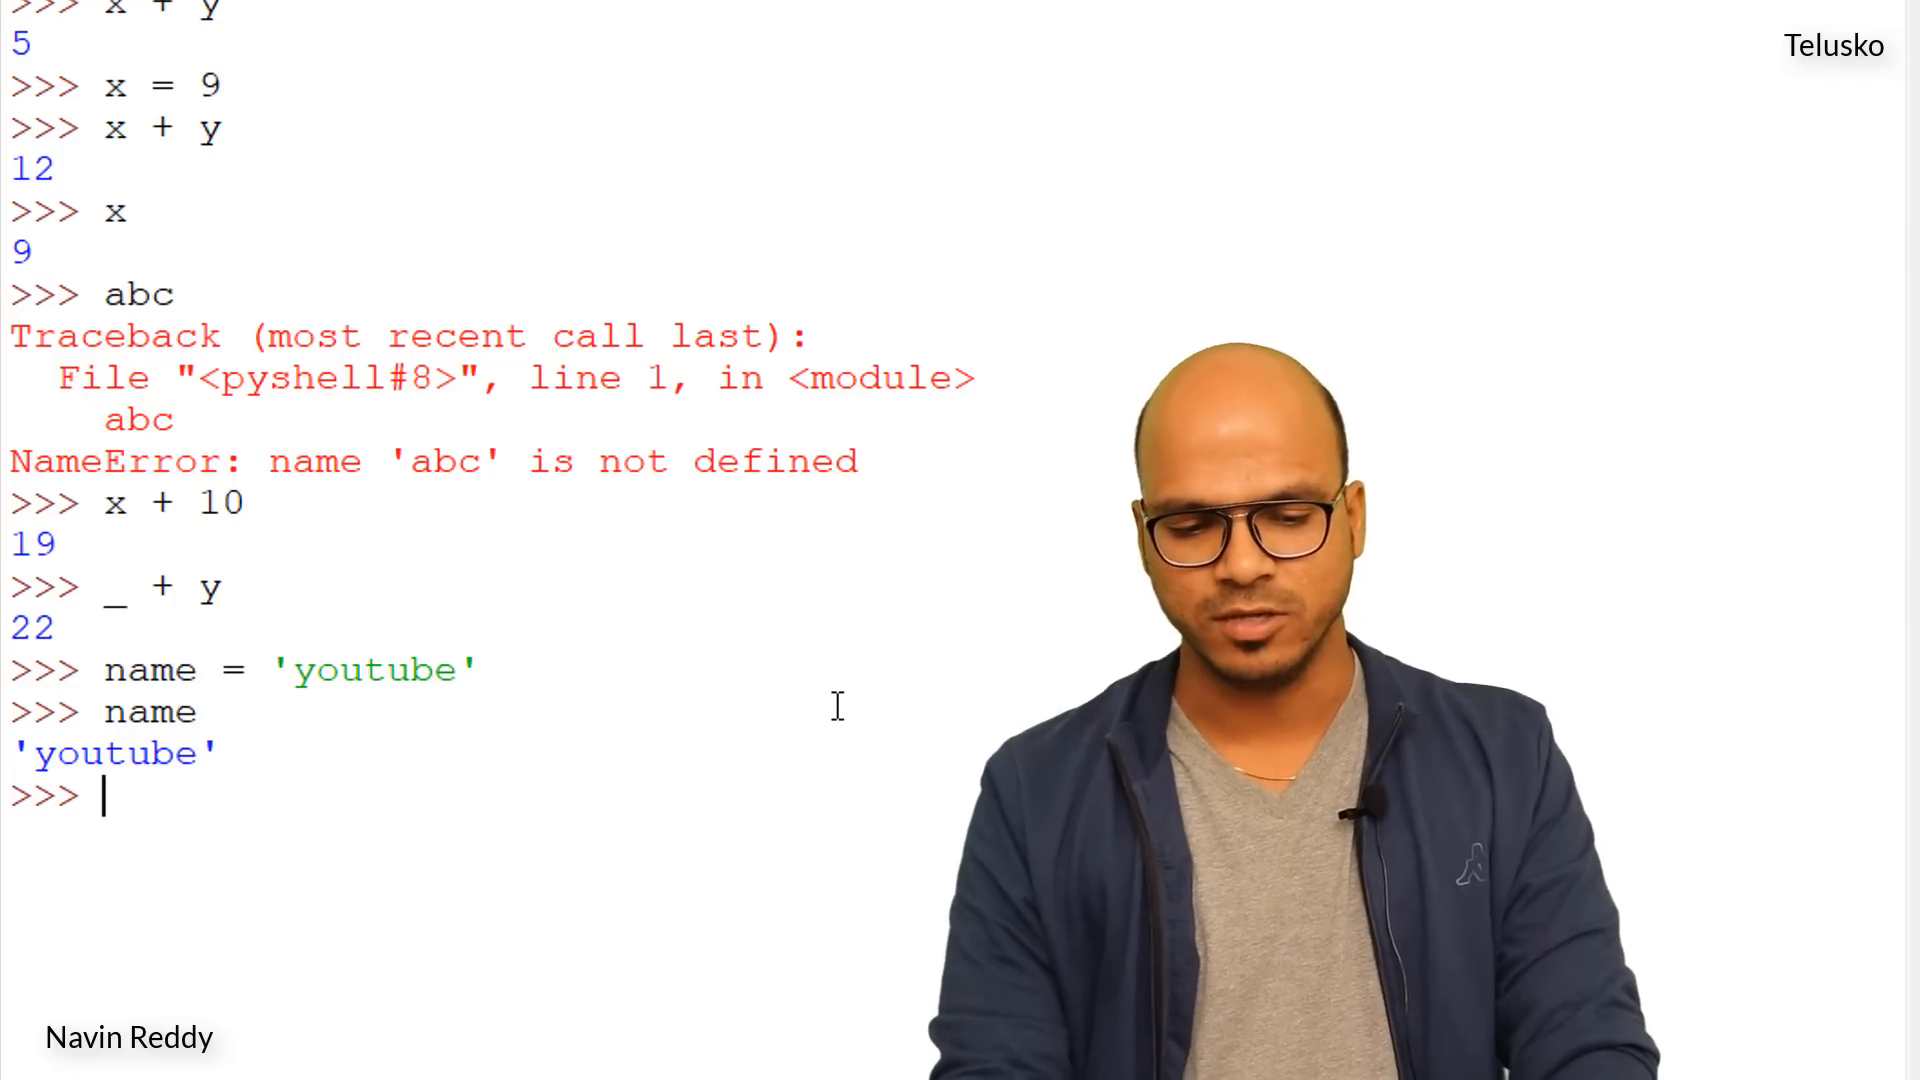 >>> x + y
5
Telusko
>>> x = 9
>>> x + y
12
>>> x
9
>>> abc
Traceback (most recent call last):
  File "<pyshell#8>", line 1, in <module>
    abc
NameError: name 'abc' is not defined
>>> x + 10
19
>>> _ + y
22
>>> name = 'youtube'
>>> name
'youtube'
>>>
Navin Reddy